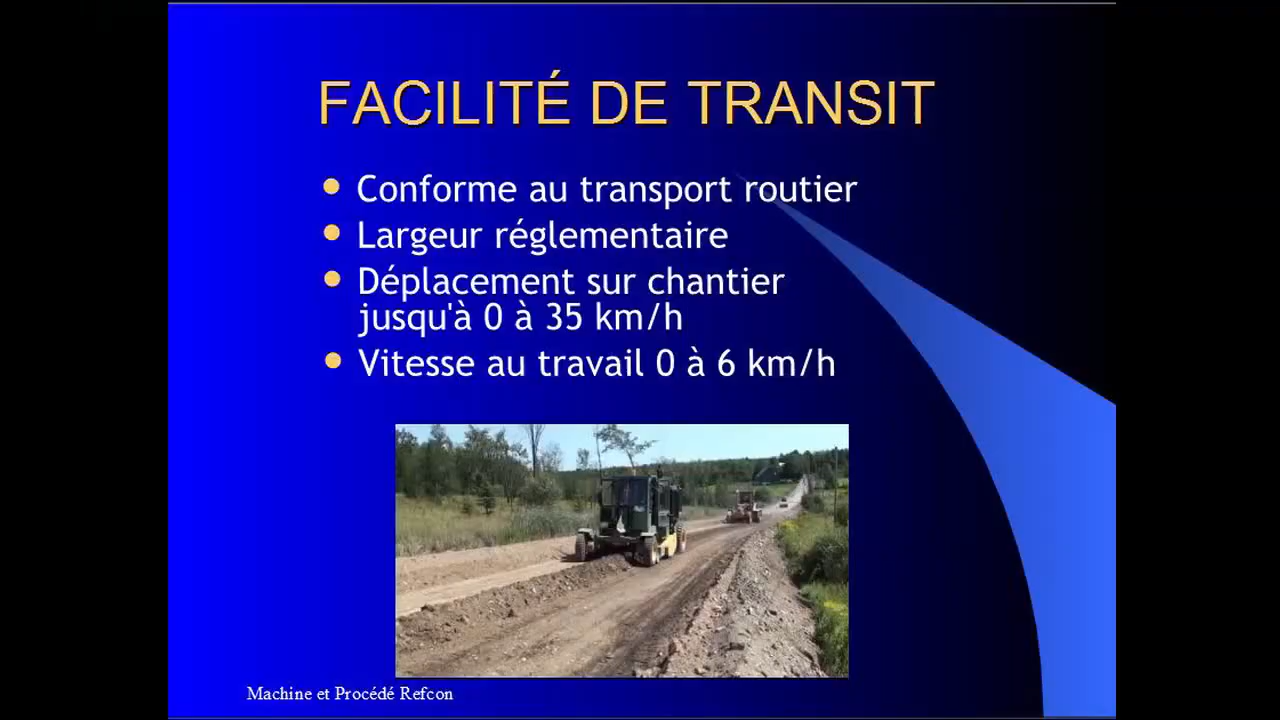 FACILITÉ DE TRANSIT
Conforme au transport routier
Largeur réglementaire
Déplacement sur chantier
jusqu'à 0 à 35 km/h
Vitesse au travail 0 à 6 km/h
Machine et Procédé Refcon